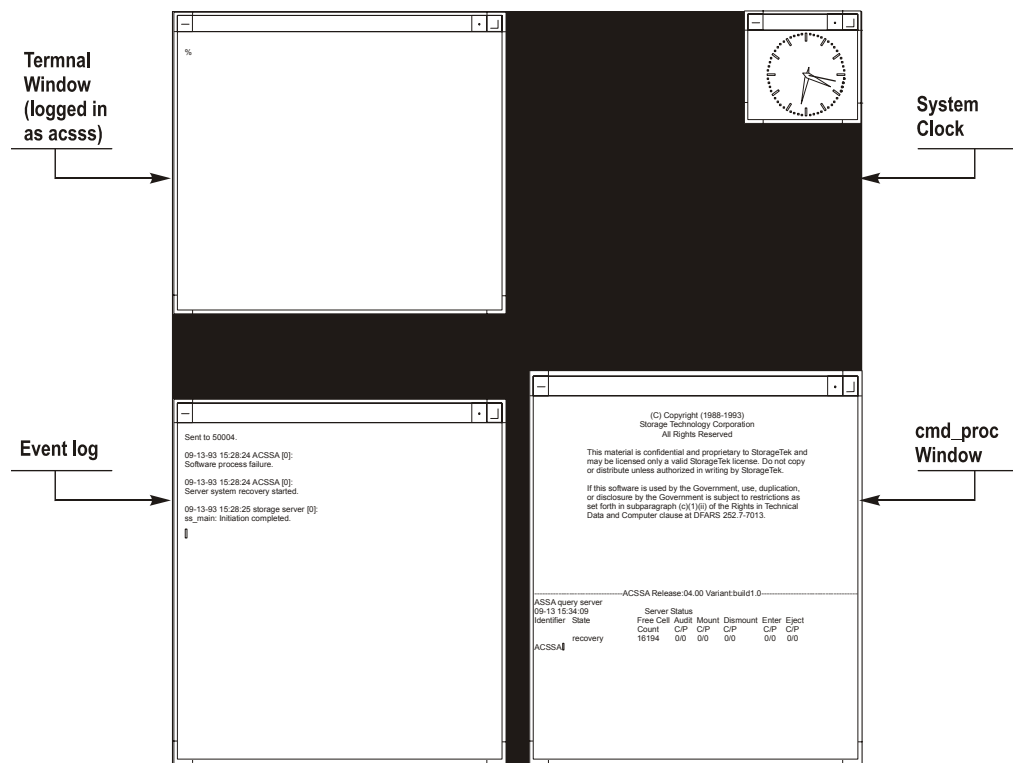 Termnal
Window
(logged in
as acsss)
%
System
Clock
Event log
Sent to 50004.
09-13-93 15:28:24 ACSSA [0]:
Software process failure.
09-13-93 15:28:24 ACSSA [0]:
Server system recovery started.
09-13-93 15:28:25 storage server [0]:
ss_main: Initiation completed.
cmd_proc
Window
(C) Copyright (1988-1993)
Storage Technology Corporation
All Rights Reserved
This material is confidential and proprietary to StorageTek and
may be licensed only a valid StorageTek license. Do not copy
or distribute unless authorized in writing by StorageTek.
If this software is used by the Government, use, duplication,
or disclosure by the Government is subject to restrictions as
set forth in subparagraph (c)(1)(ii) of the Rights in Technical
Data and Computer clause at DFARS 252.7-7013.
----------------------ACSSA Release:04.00 Variant:build1.0----------------------
ASSA query server
09-13 15:34:09 Server Status
Identifier State Free Cell Audit Mount Dismount Enter Eject
Count C/P C/P C/P C/P C/P
recovery 16194 0/0 0/0 0/0 0/0 0/0
ACSSA